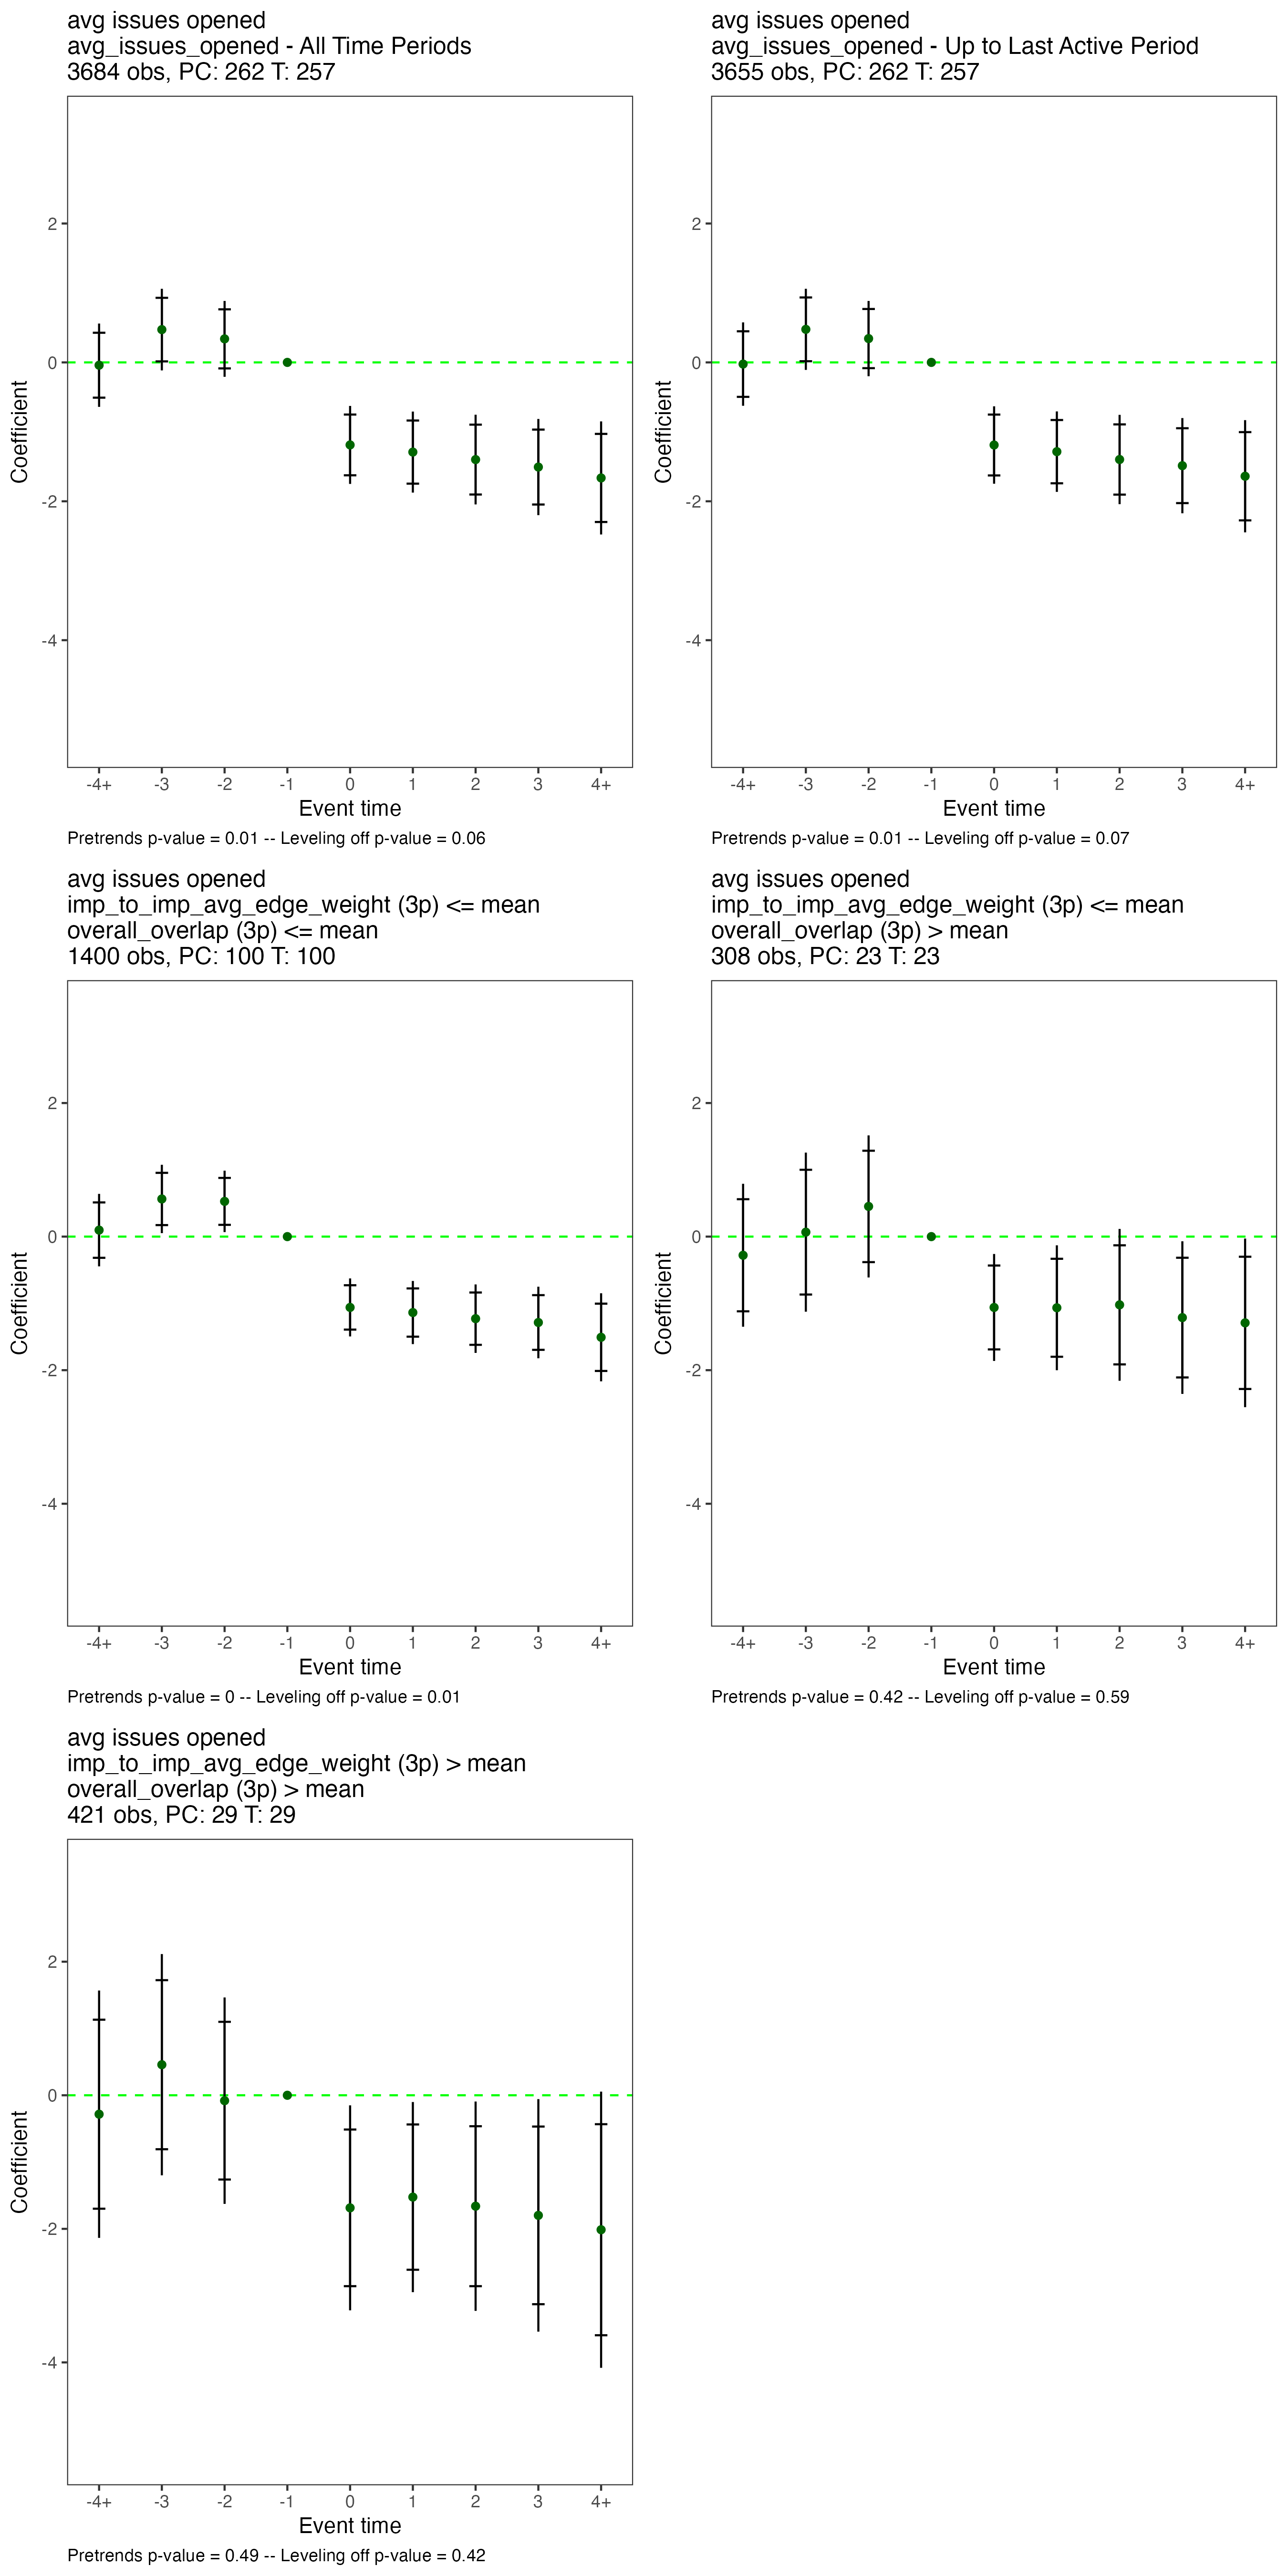 avg issues opened
avg_issues_opened - All Time Periods
3684 obs, PC: 262 T: 257
2
0
-2
-4
Coefficient
-4+ -3 -2 -1 0 1 2 3 4+
Event time
Pretrends p-value = 0.01 -- Leveling off p-value = 0.06
avg issues opened
avg_issues_opened - Up to Last Active Period
3655 obs, PC: 262 T: 257
2
0
-2
-4
Coefficient
-4+ -3 -2 -1 0 1 2 3 4+
Event time
Pretrends p-value = 0.01 -- Leveling off p-value = 0.07
avg issues opened
imp_to_imp_avg_edge_weight (3p) <= mean
overall_overlap (3p) <= mean
1400 obs, PC: 100 T: 100
2
0
-2
-4
Coefficient
-4+ -3 -2 -1 0 1 2 3 4+
Event time
Pretrends p-value = 0 -- Leveling off p-value = 0.01
avg issues opened
imp_to_imp_avg_edge_weight (3p) <= mean
overall_overlap (3p) > mean
308 obs, PC: 23 T: 23
2
0
-2
-4
Coefficient
-4+ -3 -2 -1 0 1 2 3 4+
Event time
Pretrends p-value = 0.42 -- Leveling off p-value = 0.59
avg issues opened
imp_to_imp_avg_edge_weight (3p) > mean
overall_overlap (3p) > mean
421 obs, PC: 29 T: 29
2
0
-2
-4
Coefficient
-4+ -3 -2 -1 0 1 2 3 4+
Event time
Pretrends p-value = 0.49 -- Leveling off p-value = 0.42